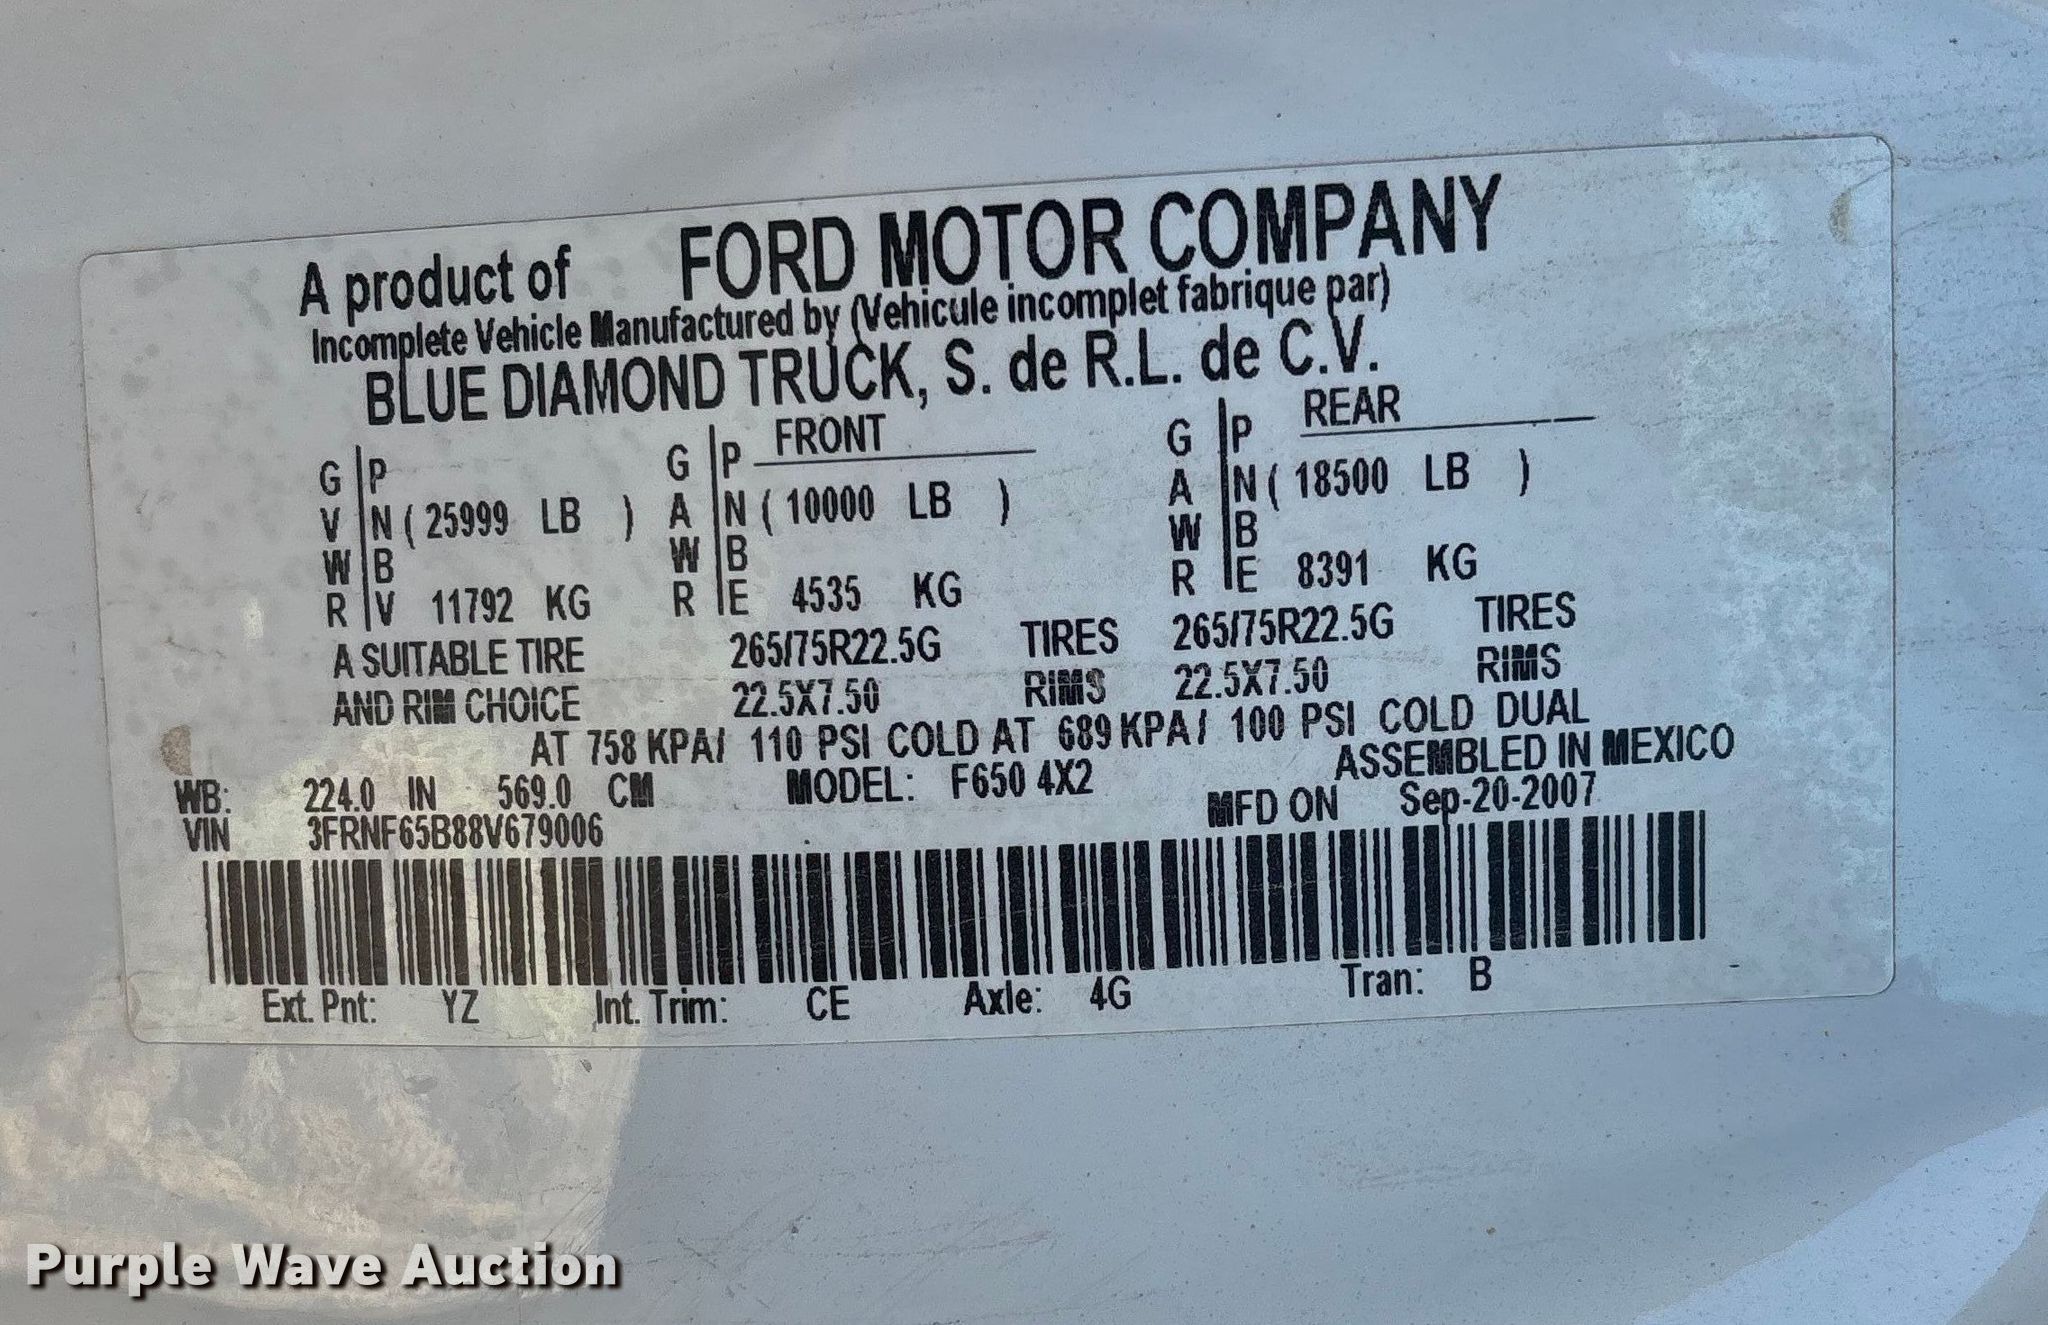 A product of FORD MOTOR COMPANY
Incomplete Vehicle Manufactured by (Vehicule incomplet fabrique par)
BLUE DIAMOND TRUCK, S. de R.L. de C.V.
FRONT REAR
G P G P G P
V N ( 25999 LB ) A N ( 10000 LB ) A N ( 18500 LB )
W B W B W B
R V 11792 KG R E 4535 KG R E 8391 KG
A SUITABLE TIRE 265/75R22.5G TIRES 265/75R22.5G TIRES
AND RIM CHOICE 22.5X7.50 RIMS 22.5X7.50 RIMS
AT 758 KPA/ 110 PSI COLD AT 689 KPA/ 100 PSI COLD DUAL
ASSEMBLED IN MEXICO
WB: 224.0 IN 569.0 CM MODEL: F650 4X2
MFD ON Sep-20-2007
VIN 3FRNF65B88V679006
Ext. Pnt: YZ Int. Trim: CE Axle: 4G Tran: B
Purple Wave Auction